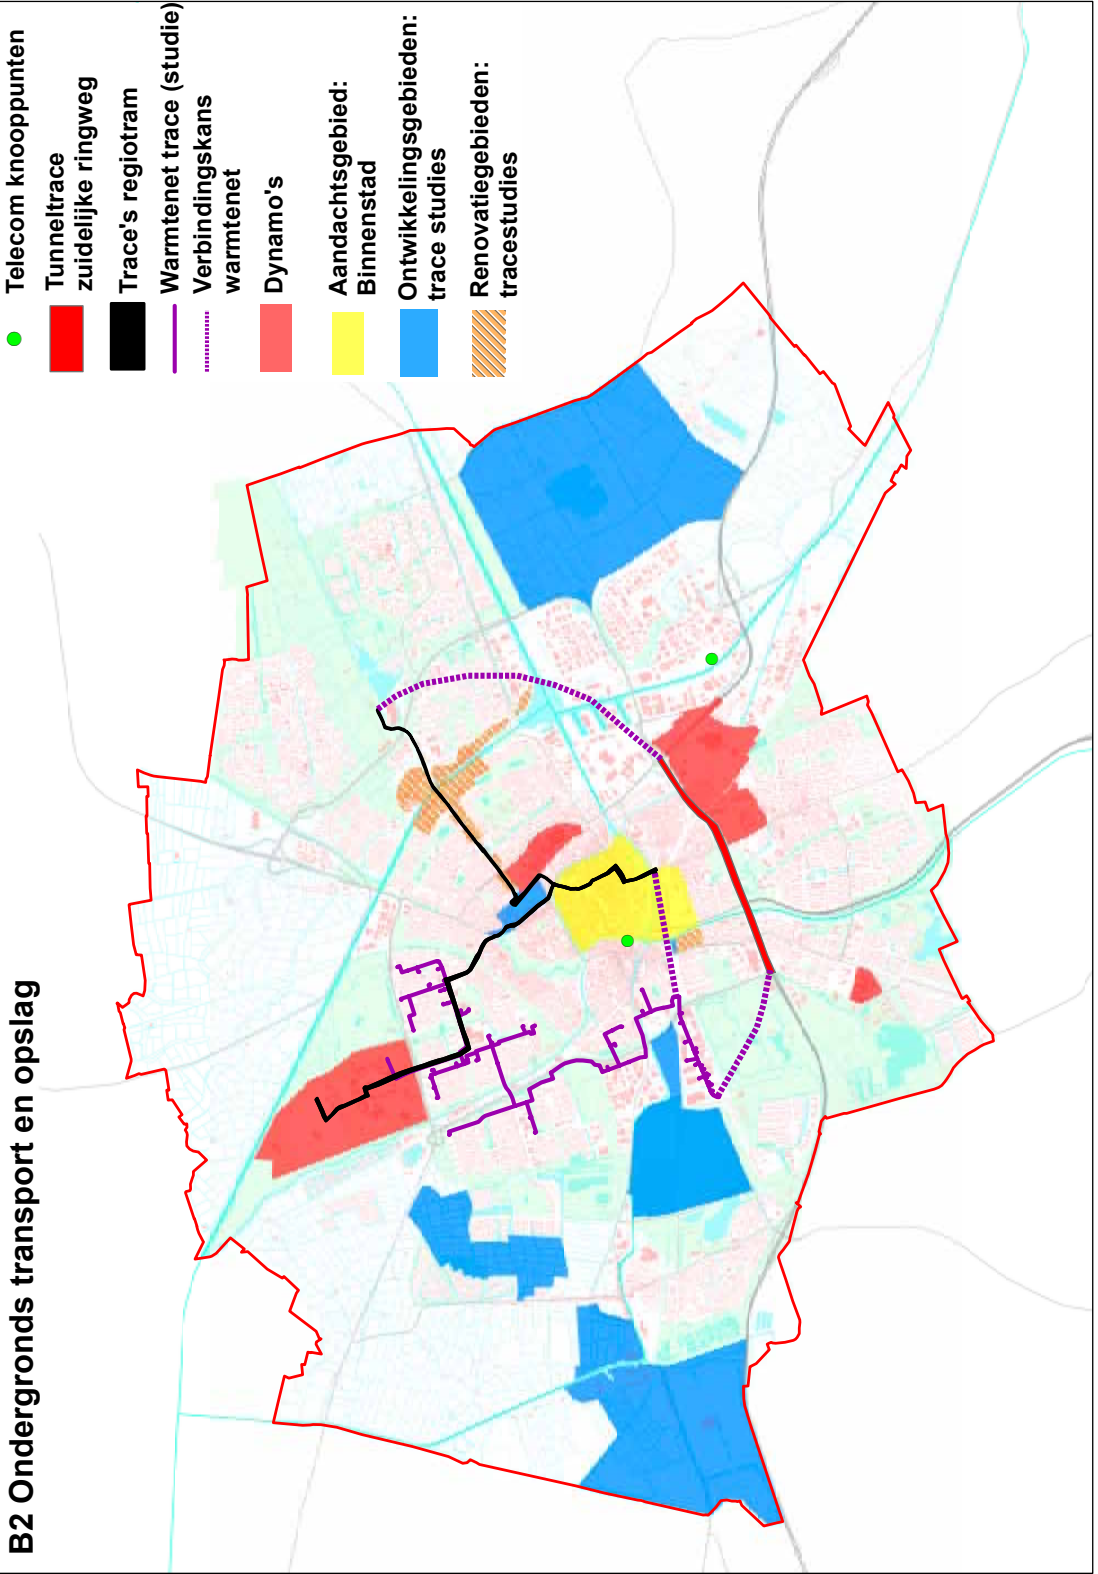 B2 Ondergronds transport en opslag
Telecom knooppunten
Tunneltrace
zuidelijke ringweg
Trace's regiotram
Warmtenet trace (studie)
Verbindingskans
warmtenet
Dynamo's
Aandachtsgebied:
Binnenstad
Ontwikkelingsgebieden:
trace studies
Renovatiegebieden:
tracestudies